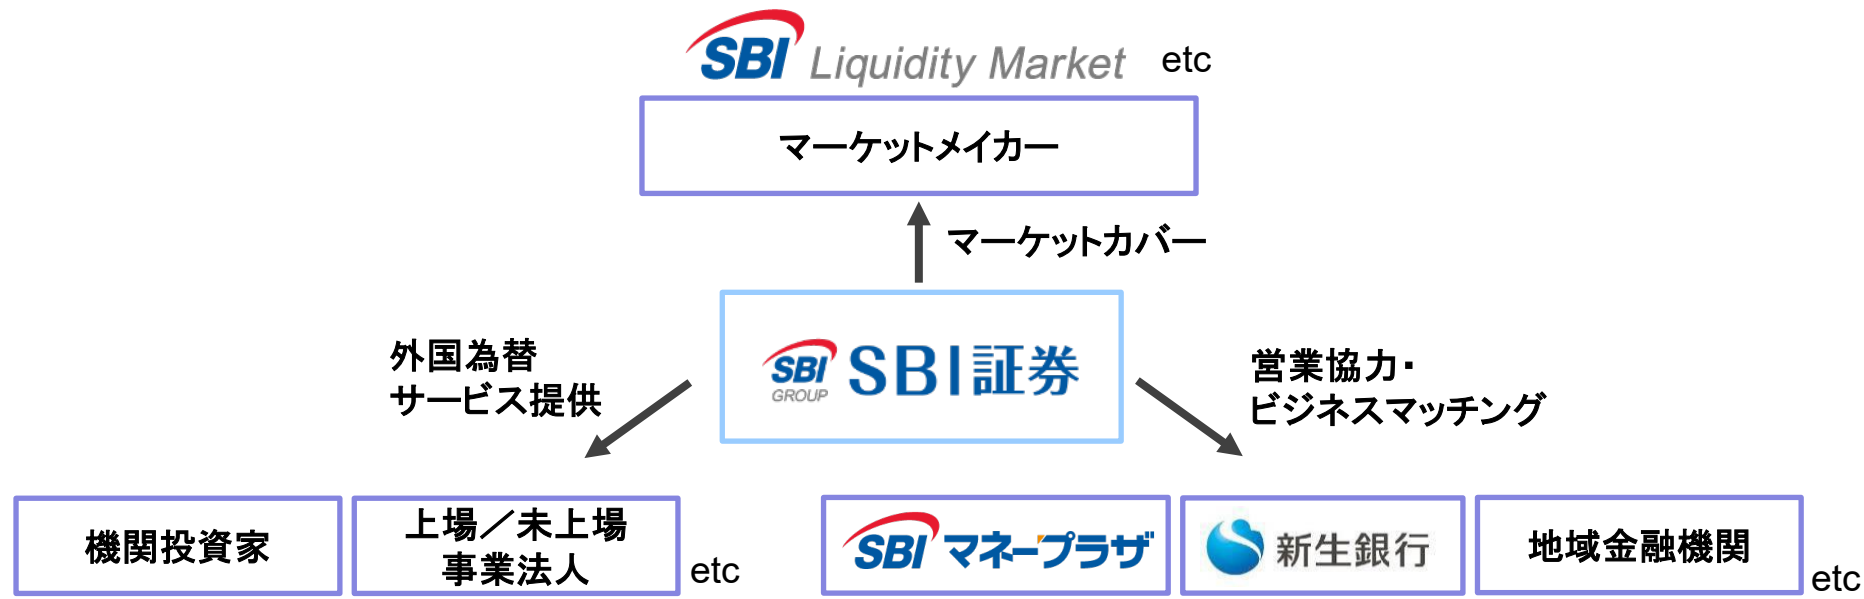 SBI Liquidity Market etc
マーケットメイカー
マーケットカバー
SBI GROUP SBI証券
外国為替
サービス提供
営業協力・
ビジネスマッチング
機関投資家
上場／未上場
事業法人
etc
SBI マネープラザ
新生銀行
地域金融機関
etc